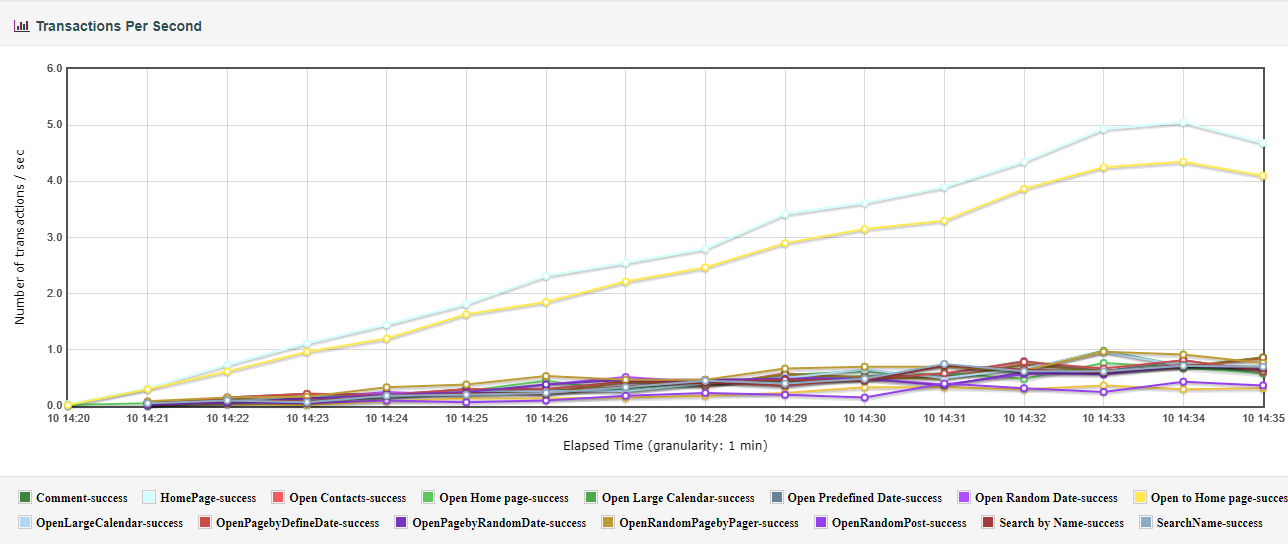 Transactions Per Second
6.0
5.0
4.0
3.0
2.0
1.0
0.0
Number of transactions / sec
10 14:20 10 14:21 10 14:22 10 14:23 10 14:24 10 14:25 10 14:26 10 14:27 10 14:28 10 14:29 10 14:30 10 14:31 10 14:32 10 14:33 10 14:34 10 14:35
Elapsed Time (granularity: 1 min)
Comment-success HomePage-success Open Contacts-success Open Home page-success Open Large Calendar-success Open Predefined Date-success Open Random Date-success Open to Home page-succes
OpenLargeCalendar-success OpenPagebyDefineDate-success OpenPagebyRandomDate-success OpenRandomPagebyPager-success OpenRandomPost-success Search by Name-success SearchName-success